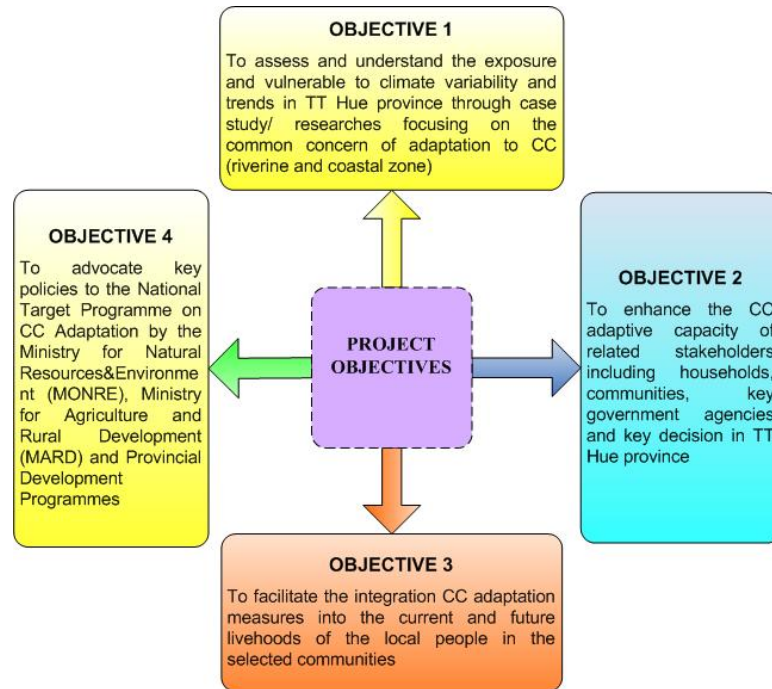 OBJECTIVE 1
To assess and understand the exposure
and vulnerable to climate variability and
trends in TT Hue province through case
study/ researches focusing on the
common concern of adaptation to CC
(riverine and coastal zone)
OBJECTIVE 4
To advocate key
policies to the National
Target Programme on
CC Adaptation by the
Ministry for Natural
Resources&Environme
nt (MONRE), Ministry
for Agriculture and
Rural Development
(MARD) and Provincial
Development
Programmes
PROJECT
OBJECTIVES
OBJECTIVE 2
To enhance the CC
adaptive capacity of
related stakeholders
including households,
communities, key
government agencies
and key decision in TT
Hue province
OBJECTIVE 3
To facilitate the integration CC adaptation
measures into the current and future
livehoods of the local people in the
selected communities